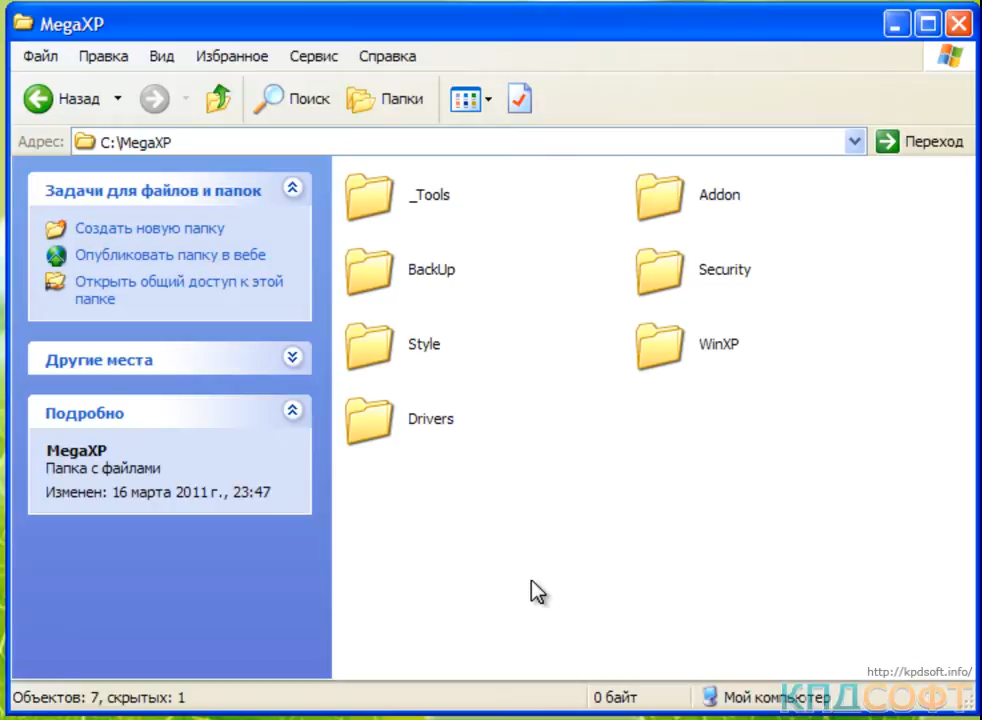 MegaXP
Файл Правка Вид Избранное Сервис Справка
Назад Поиск Папки
Адрес: C:\MegaXP Переход
Задачи для файлов и папок
Создать новую папку
Опубликовать папку в вебе
Открыть общий доступ к этой
папке
Другие места
Подробно
MegaXP
Папка с файлами
Изменен: 16 марта 2011 г., 23:47
_Tools Addon
BackUp Security
Style WinXP
Drivers
http://kpdsoft.info/
Объектов: 7, скрытых: 1 0 байт Мой компьютер
КПДСОФТ